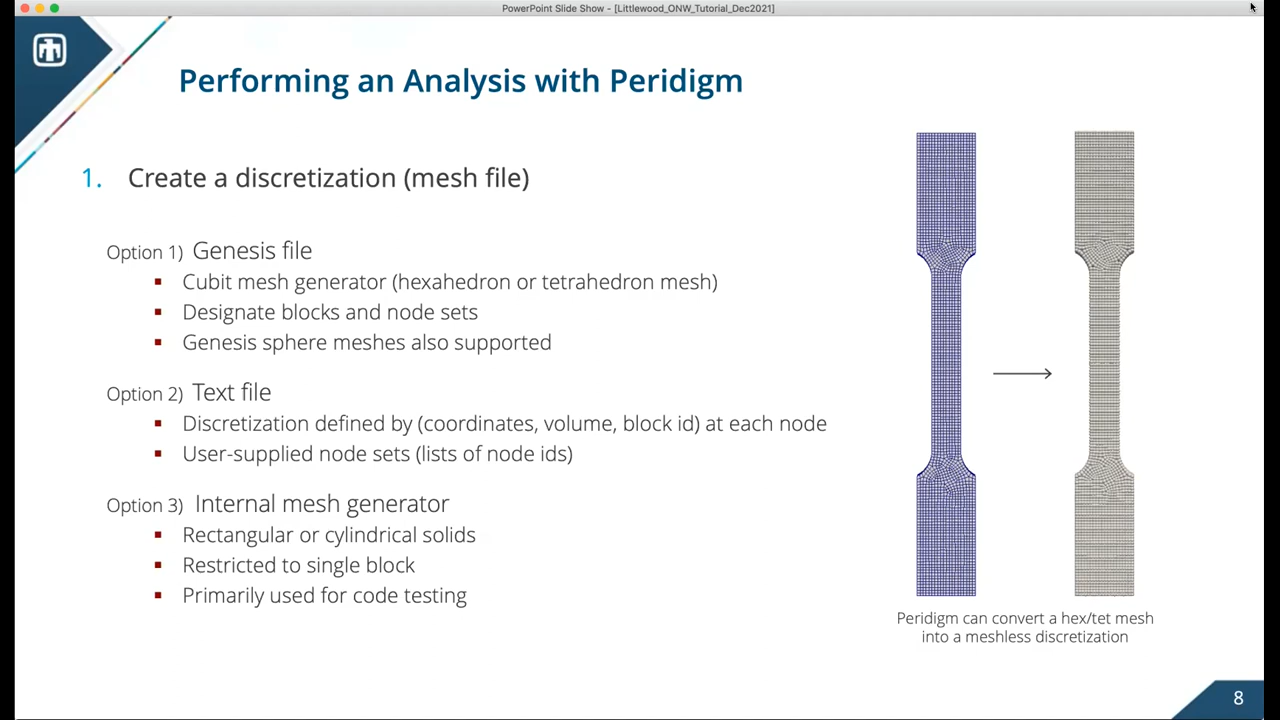 PowerPoint Slide Show - [Littlewood_ONW_Tutorial_Dec2021]
Performing an Analysis with Peridigm
1. Create a discretization (mesh file)
Option 1) Genesis file
▪ Cubit mesh generator (hexahedron or tetrahedron mesh)
▪ Designate blocks and node sets
▪ Genesis sphere meshes also supported
Option 2) Text file
▪ Discretization defined by (coordinates, volume, block id) at each node
▪ User-supplied node sets (lists of node ids)
Option 3) Internal mesh generator
▪ Rectangular or cylindrical solids
▪ Restricted to single block
▪ Primarily used for code testing
Peridigm can convert a hex/tet mesh
into a meshless discretization
8